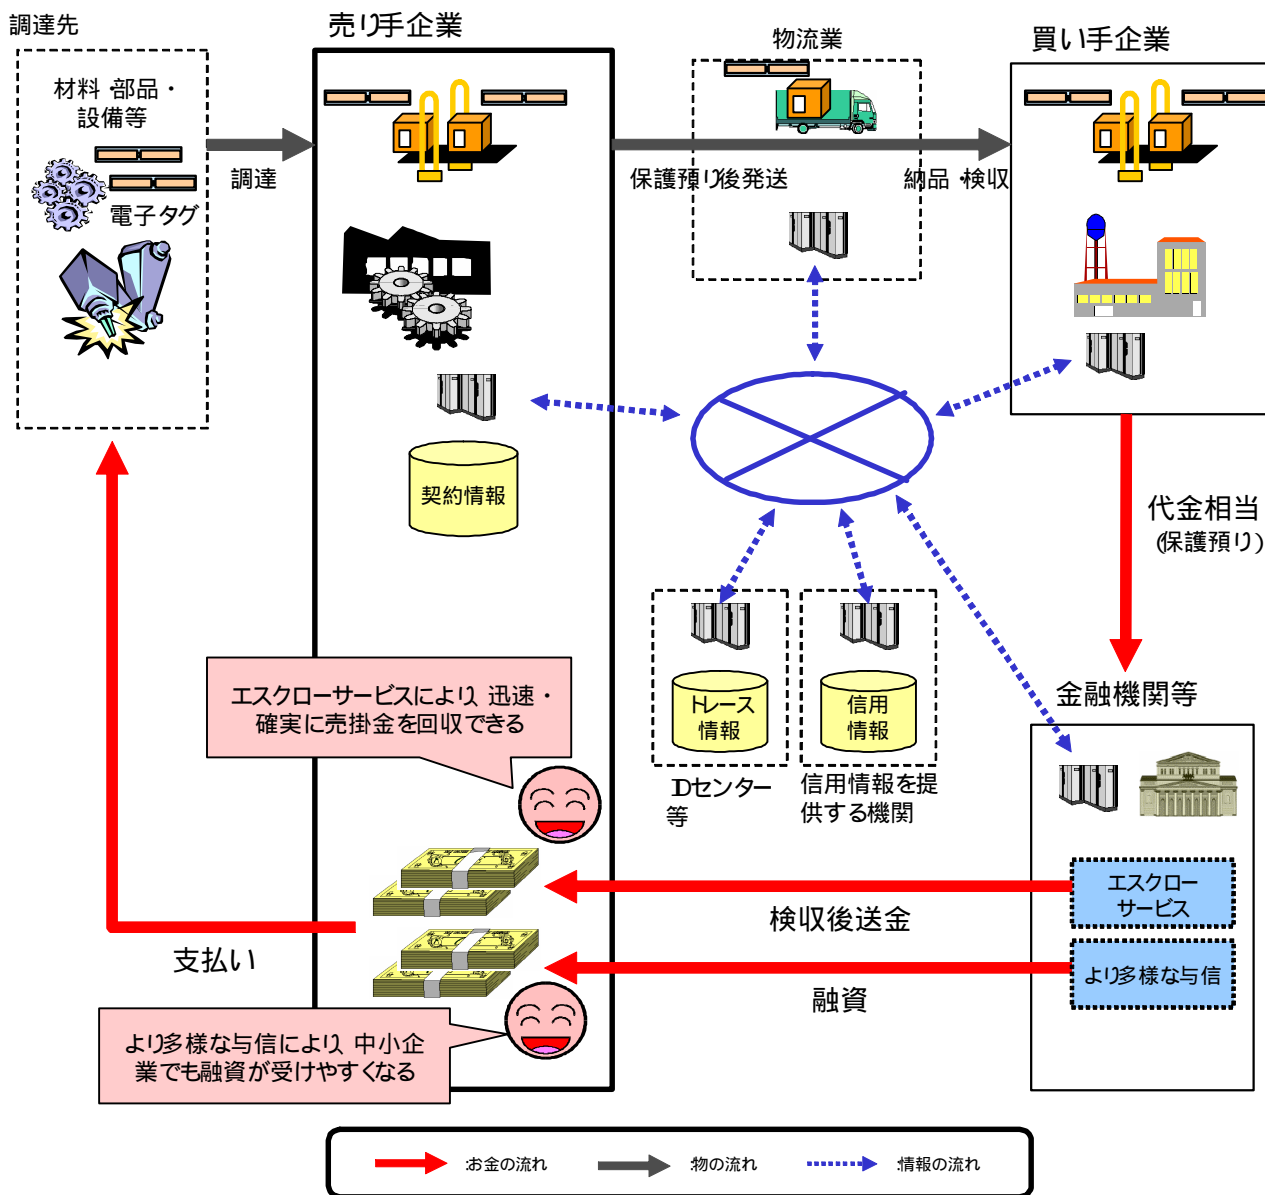 調達先
売り手企業
物流業
買い手企業
材料・部品・
設備等
電子タグ
調達
保護預り後発送
納品・検収
契約情報
代金相当
(保護預り)
エスクローサービスにより、迅速・
確実に売掛金を回収できる
トレース
情報
信用
情報
IDセンター
等
信用情報を提
供する機関
金融機関等
エスクロー
サービス
検収後送金
より多様な与信
融資
支払い
より多様な与信により、中小企
業でも融資が受けやすくなる
:お金の流れ
:物の流れ
:情報の流れ